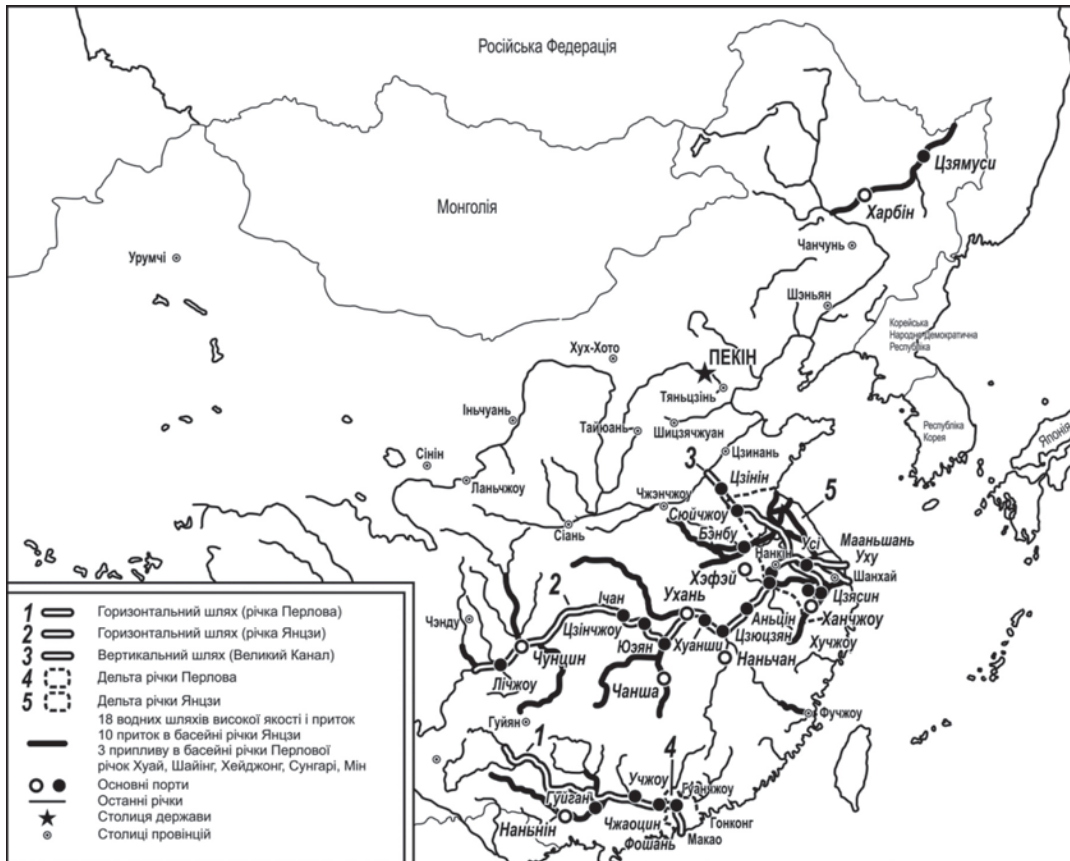 Російська Федерація
Монголія
Цзямуси
Харбін
Чанчунь
Урумчі
Шэньян
Корейська
Народно-Демократична
Республіка
Хух-Хото
ПЕКІН
Тяньцзінь
Іньчуань
Тайюань
Шицзячжуан
Республіка
Корея
Японія
Сінін
Ланьчжоу
Цзинань
3
Цзінін
5
Чжэнчжоу
Сюйчжоу
Сіань
Бэнбу
Усі
Мааньшань
Нанкін
Уху
Хэфэй
Шанхай
2
Ічан
Ухань
Цзясин
Чэнду
Цзінчжоу
Аньцін
Ханчжоу
Юэян
Хуанши
Цзюцзян
Хучжоу
Чунцин
Наньчан
Лічжоу
Чанша
Гуйян
Фучжоу
1
4
Учжоу
Гуанчжоу
Гуйган
Гонконг
Наньнін
Чжаоцин
Макао
Фошань
1 Горизонтальний шлях (річка Перлова)
2 Горизонтальний шлях (річка Янцзи)
3 Вертикальний шлях (Великий Канал)
4 Дельта річки Перлова
5 Дельта річки Янцзи
18 водних шляхів високої якості і приток
10 приток в басейні річки Янцзи
3 припливу в басейні річки Перлової
річок Хуай, Шайінг, Хейджонг, Сунгарі, Мін
Основні порти
Останні річки
Столиця держави
Столиці провінцій